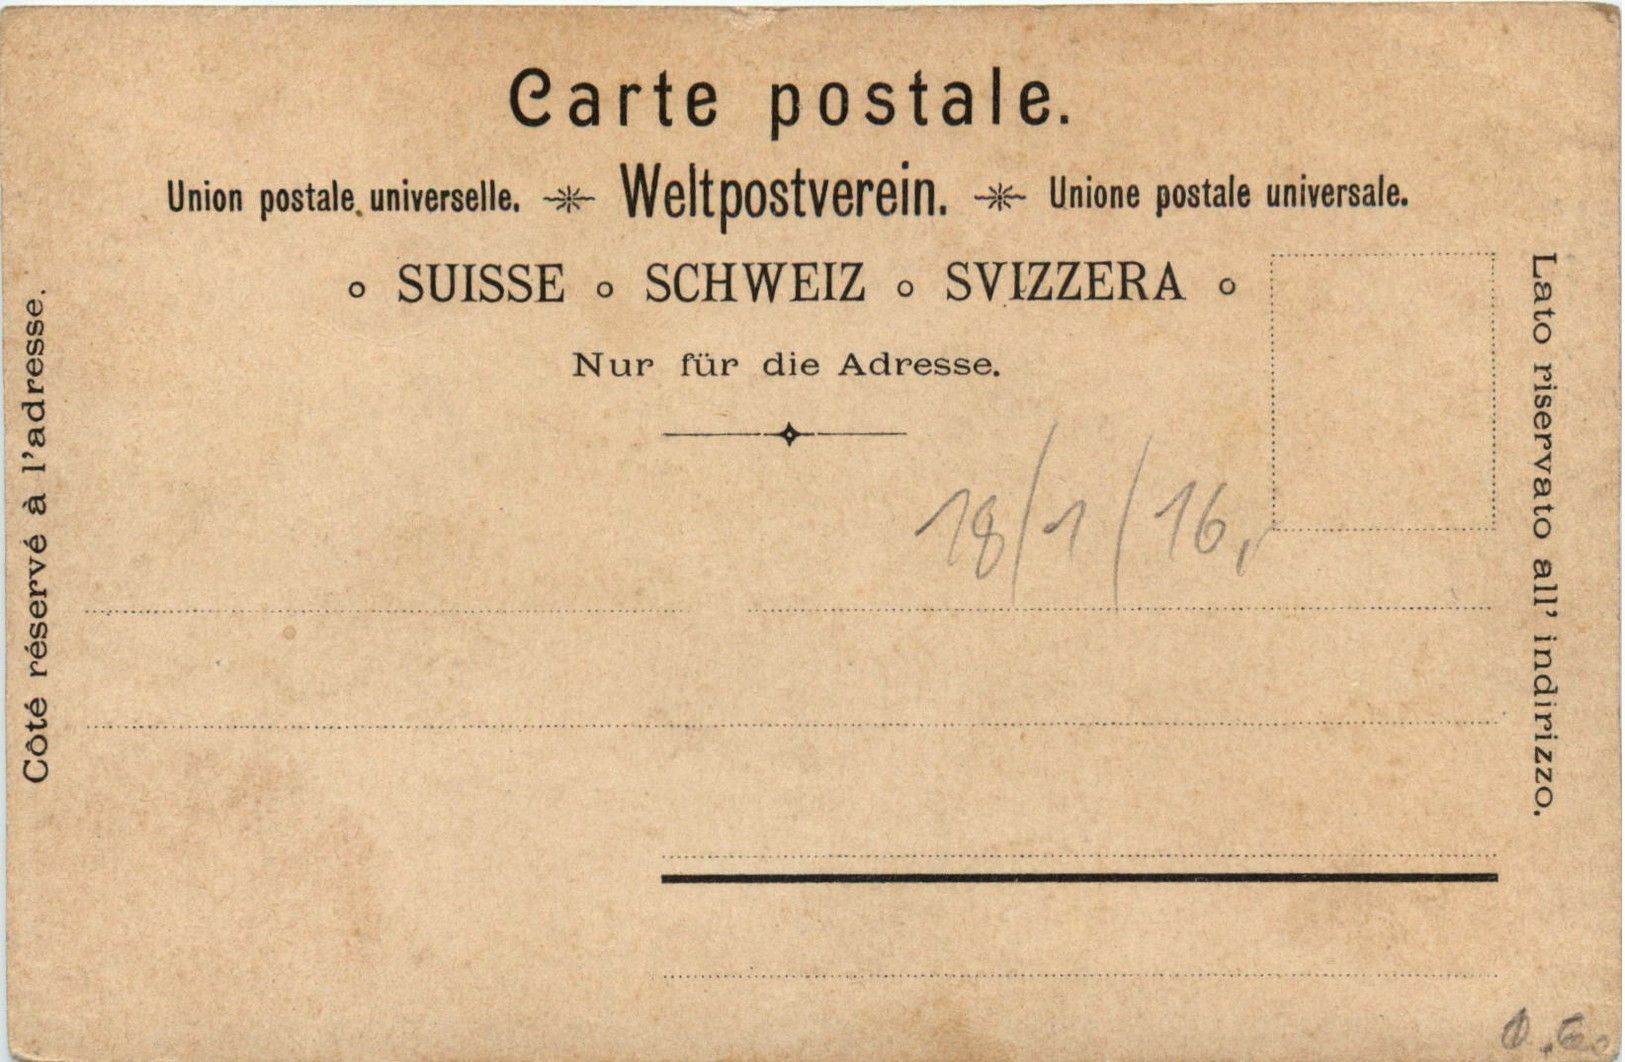 Carte postale.
Union postale universelle. Weltpostverein. Unione postale universale.
SUISSE ◦ SCHWEIZ ◦ SVIZZERA
Nur für die Adresse.
Côté réservé à l'adresse.
Lato riservato all' indirizzo.
18/1/16,